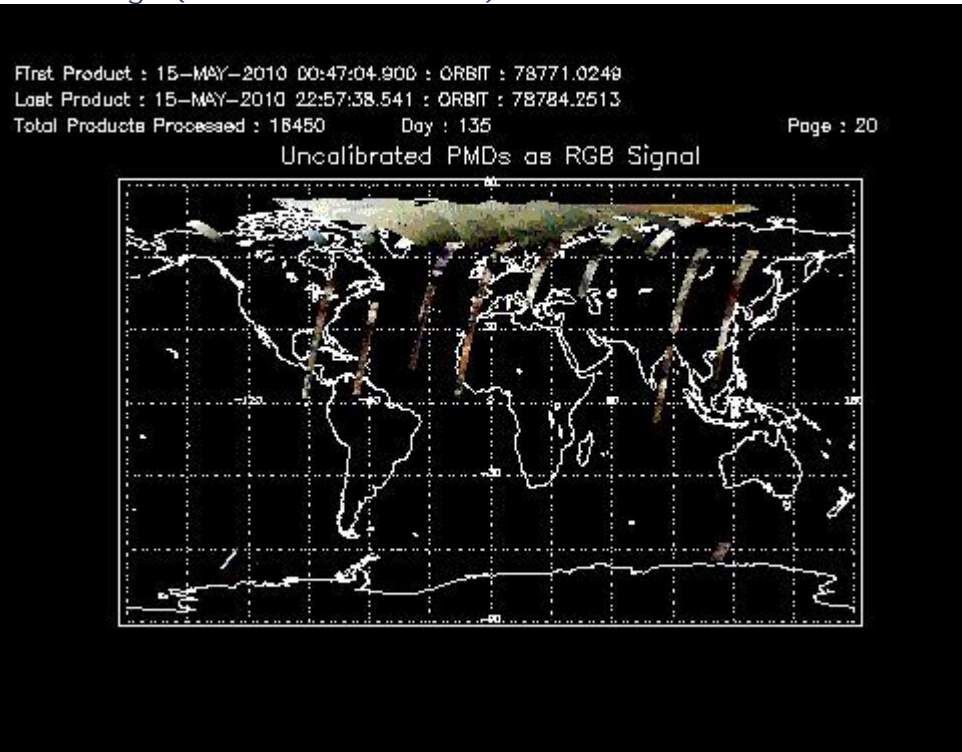 First Product : 15-MAY-2010 00:47:04.900 : ORBIT : 78771.0249
Last Product : 15-MAY-2010 22:57:38.541 : ORBIT : 78784.2513
Total Products Processed : 16450 Day : 135 Page : 20
Uncalibrated PMDs as RGB Signal